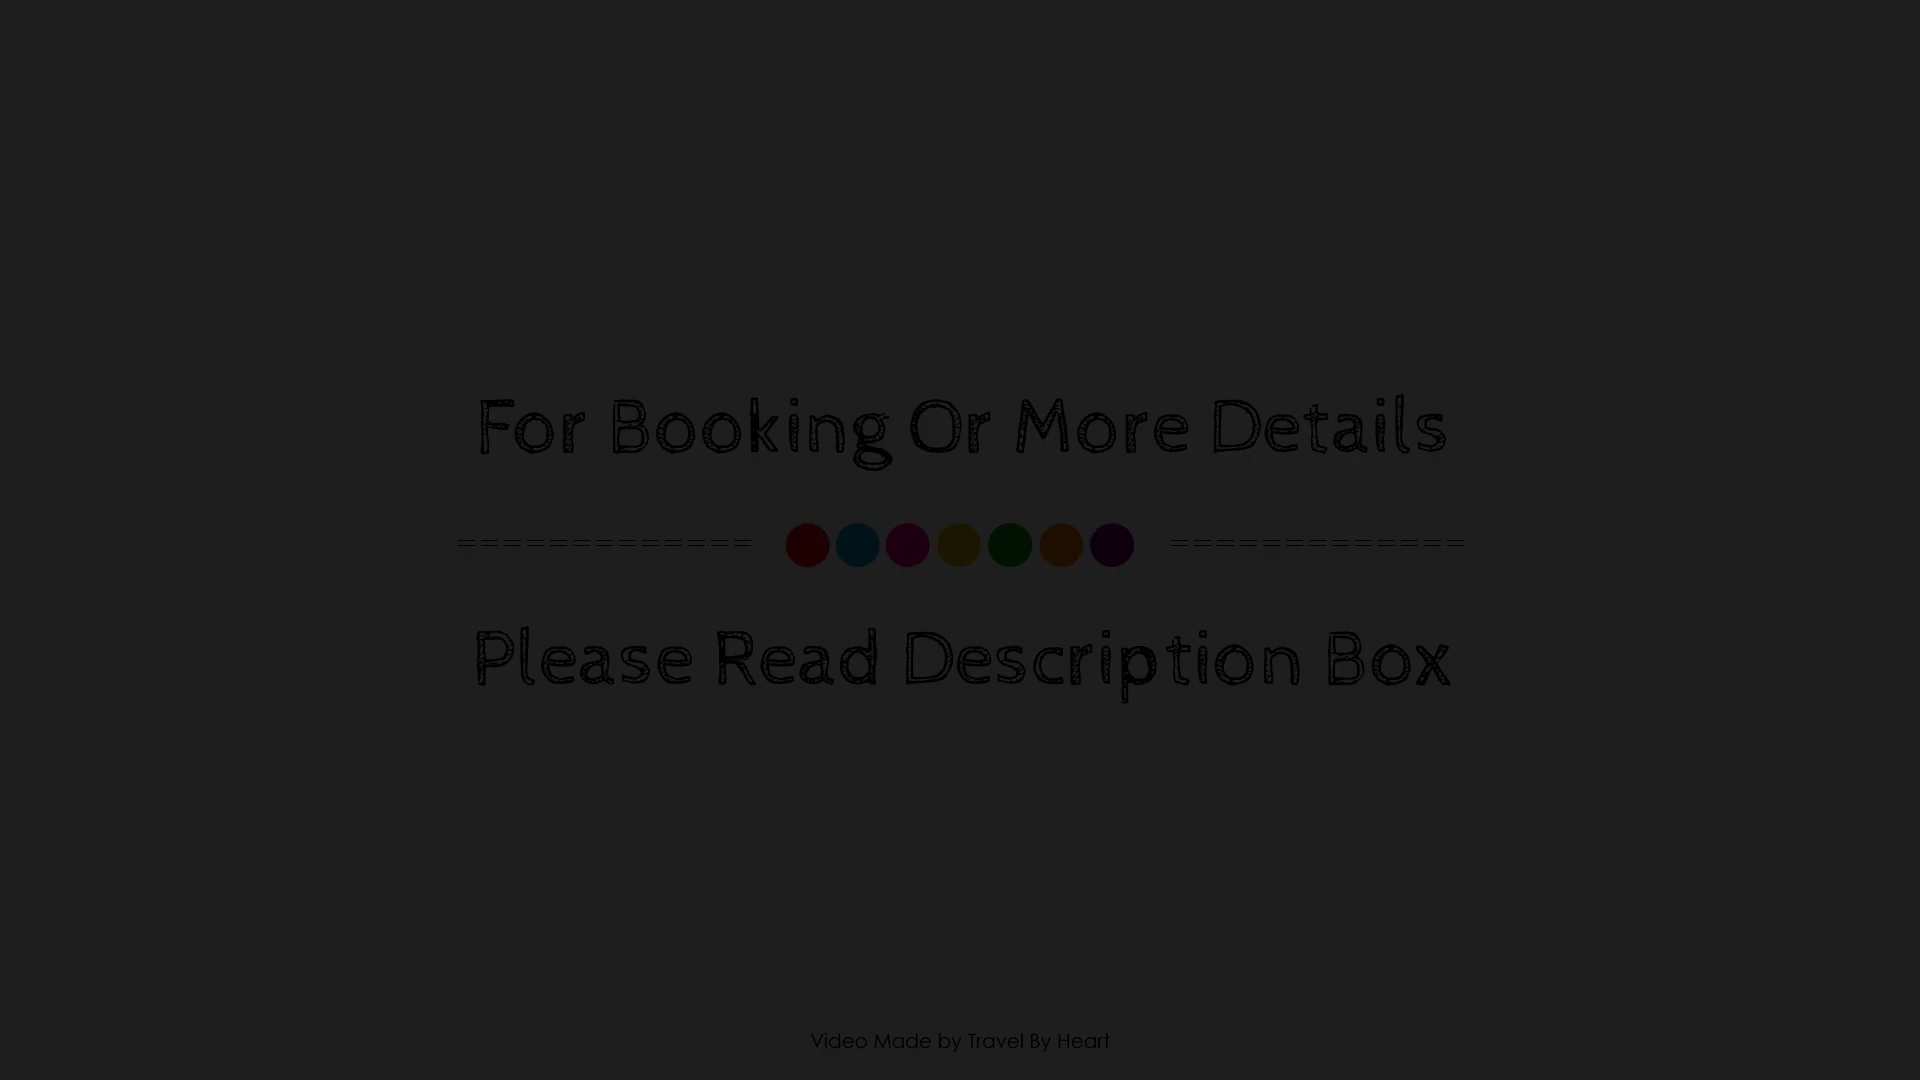 For Booking Or More Details
============= =============
Please Read Description Box
Video Made by Travel By Heart